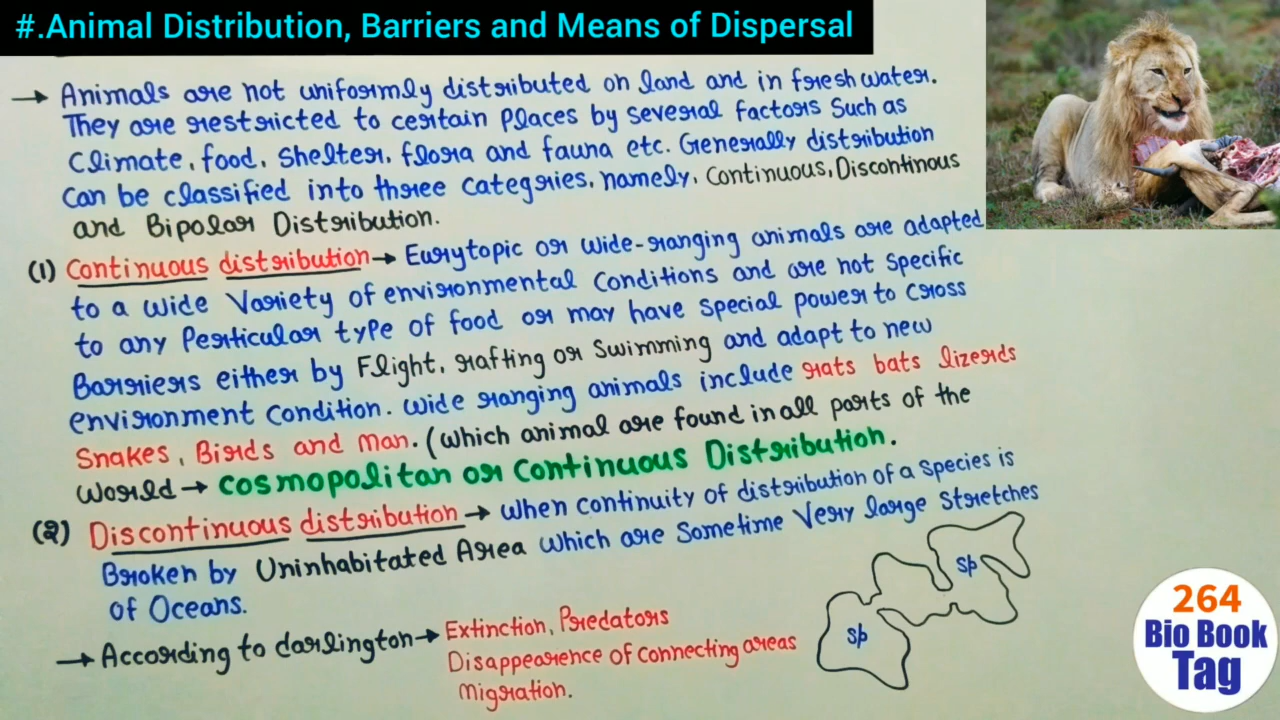 #.Animal Distribution, Barriers and Means of Dispersal
→ Animals are not uniformly distributed on land and in fresh water.
They are restricted to certain places by several factors such as
climate, food, shelter, flora and fauna etc. Generally distribution
can be classified into three categries, namely, Continuous, Discontinous
and Bipolar Distribution.
(1) Continuous distribution → Eurytopic or wide-ranging animals are adapted
to a wide variety of environmental conditions and are not specific
to any Perticular type of food or may have special power to cross
Barriers either by Flight, rafting or Swimming and adapt to new
environment condition. Wide ranging animals include rats bats lizerds
Snakes, Birds and man. (which animal are found in all parts of the
World → Cosmopolitan or Continuous Distribution.
(2) Discontinuous distribution → when continuity of distribution of a species is
Broken by Uninhabitated Area which are Sometime Very large Stretches
of Oceans.
→ According to darlington → Extinction, Predators
Disappearence of connecting areas
Migration.
Sp
Sp
264
Bio Book
Tag